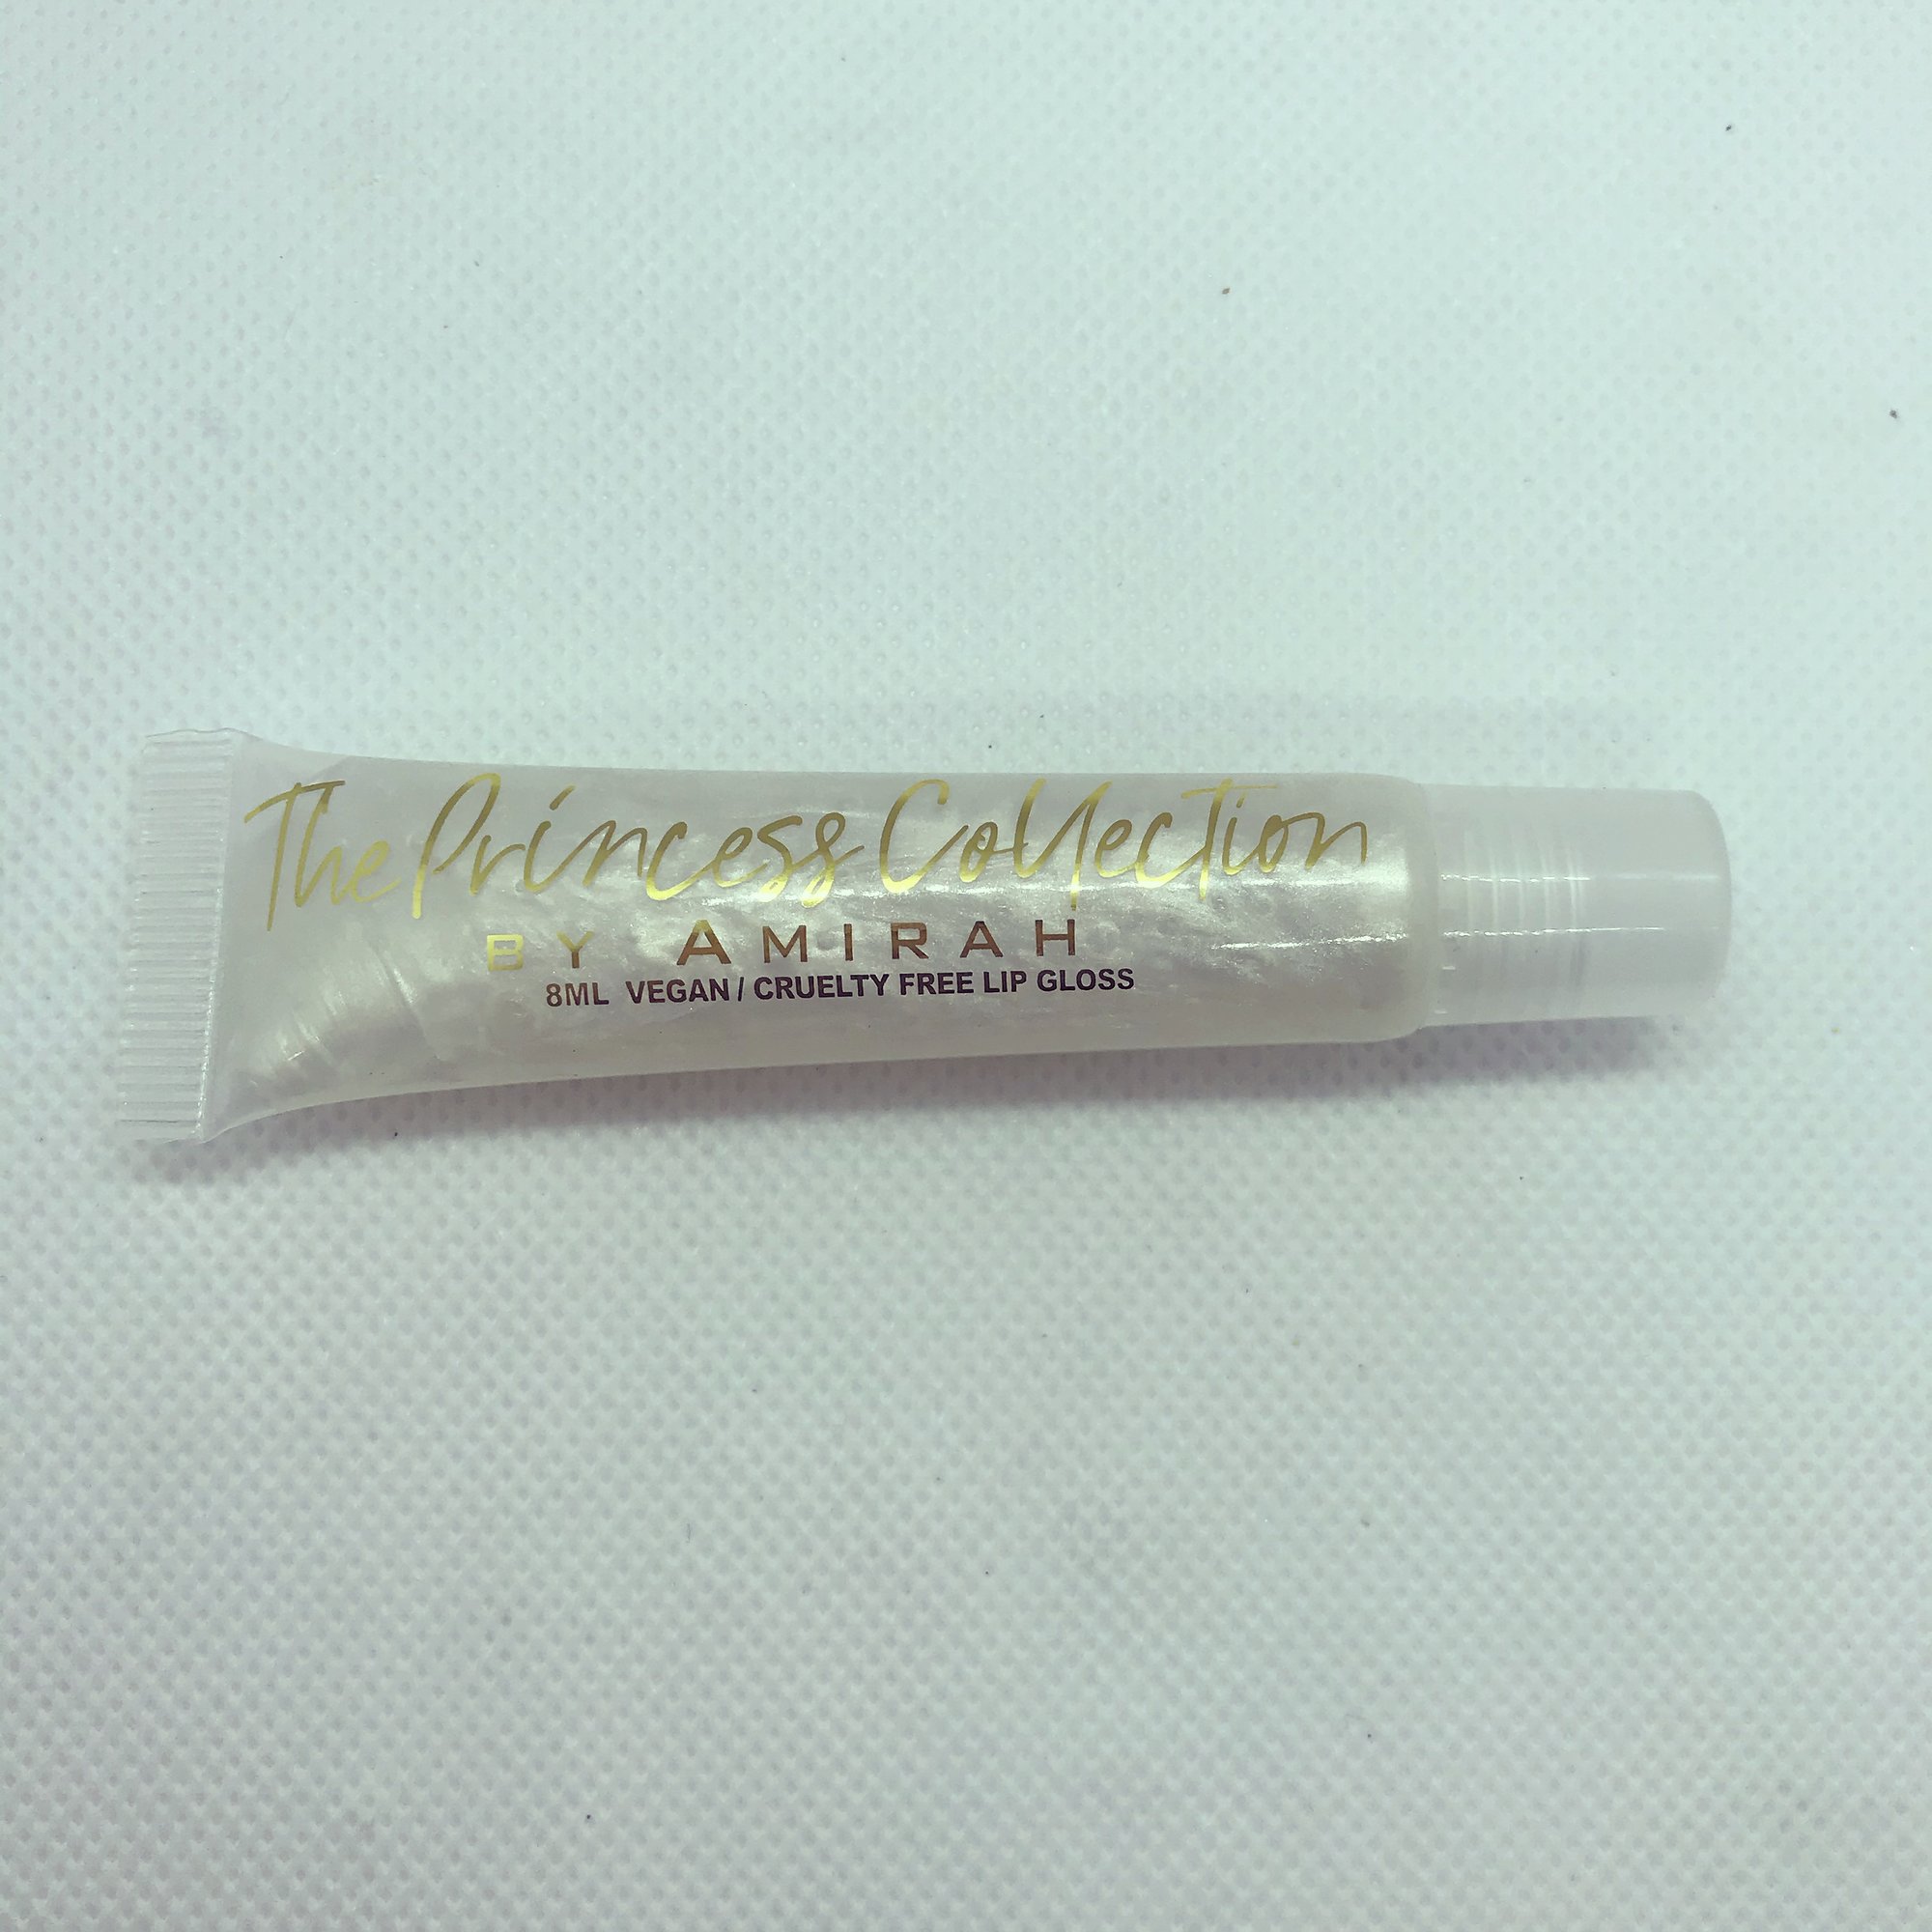 The Princess Collection
BY AMIRAH
8ML VEGAN / CRUELTY FREE LIP GLOSS